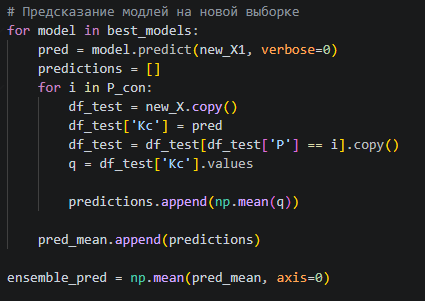 # Предсказание модлей на новой выборке
for model in best_models:
    pred = model.predict(new_X1, verbose=0)
    predictions = []
    for i in P_con:
        df_test = new_X.copy()
        df_test['Kc'] = pred
        df_test = df_test[df_test['P'] == i].copy()
        q = df_test['Kc'].values

        predictions.append(np.mean(q))

    pred_mean.append(predictions)

ensemble_pred = np.mean(pred_mean, axis=0)